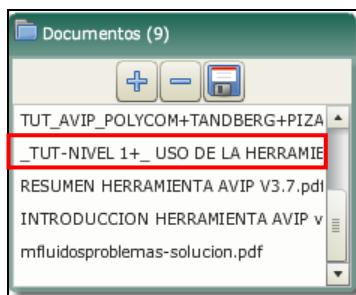 Documentos (9)
TUT_AVIP_POLYCOM+TANDBERG+PIZA
_TUT-NIVEL 1+_ USO DE LA HERRAMIE
RESUMEN HERRAMIENTA AVIP V3.7.pdf
INTRODUCCION HERRAMIENTA AVIP v
mfluidosproblemas-solucion.pdf